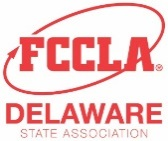 FCCLA®
DELAWARE
STATE ASSOCIATION